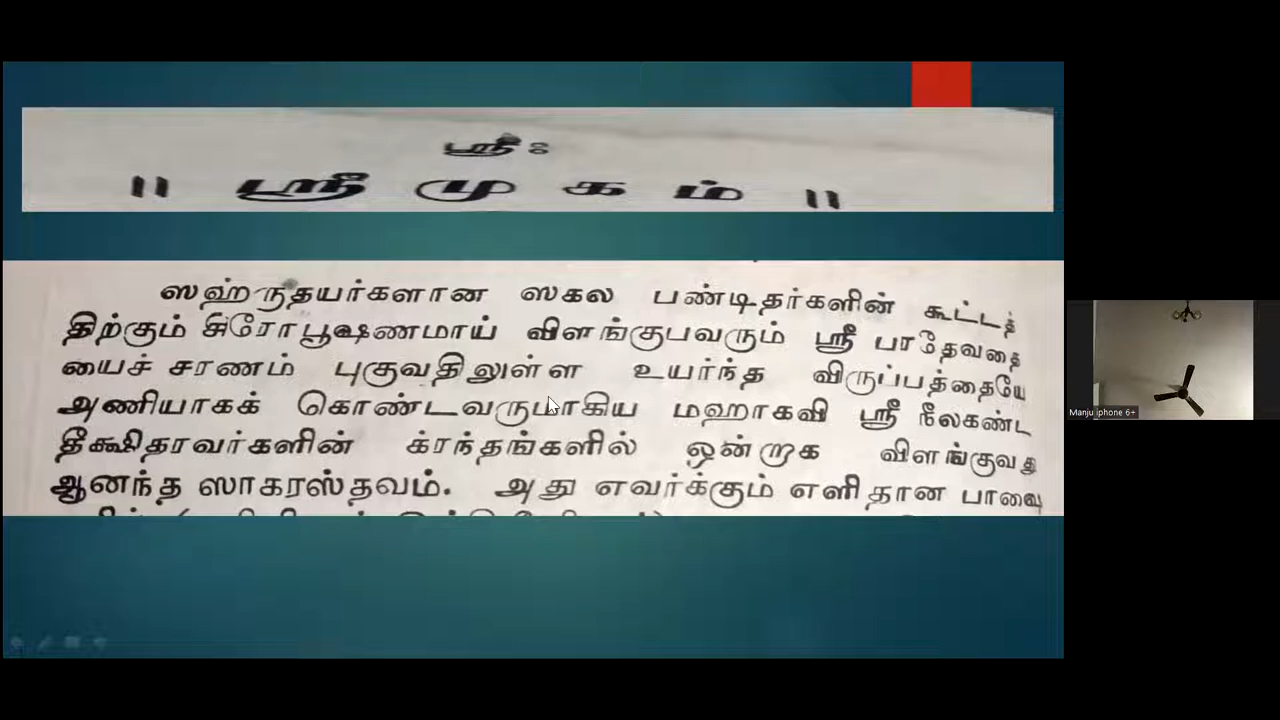 ஸ்ரீஃ
॥ ஸ்ரீ மு க ம் ॥
ஸஹ்ருதயர்களான ஸகல பண்டிதர்களின் கூட்டத்
திற்கும் சிரோபூஷணமாய் விளங்குபவரும் ஸ்ரீ பரதேவதை
யைச் சரணம் புகுவதிலுள்ள உயர்ந்த விருப்பத்தையே
அணியாகக் கொண்டவருமாகிய மஹாகவி ஸ்ரீ நீலகண்ட
தீக்ஷிதரவர்களின் க்ரந்தங்களில் ஒன்றாக விளங்குவது
ஆனந்த ஸாகரஸ்தவம். அது எவர்க்கும் எளிதான
Manju iphone 6+